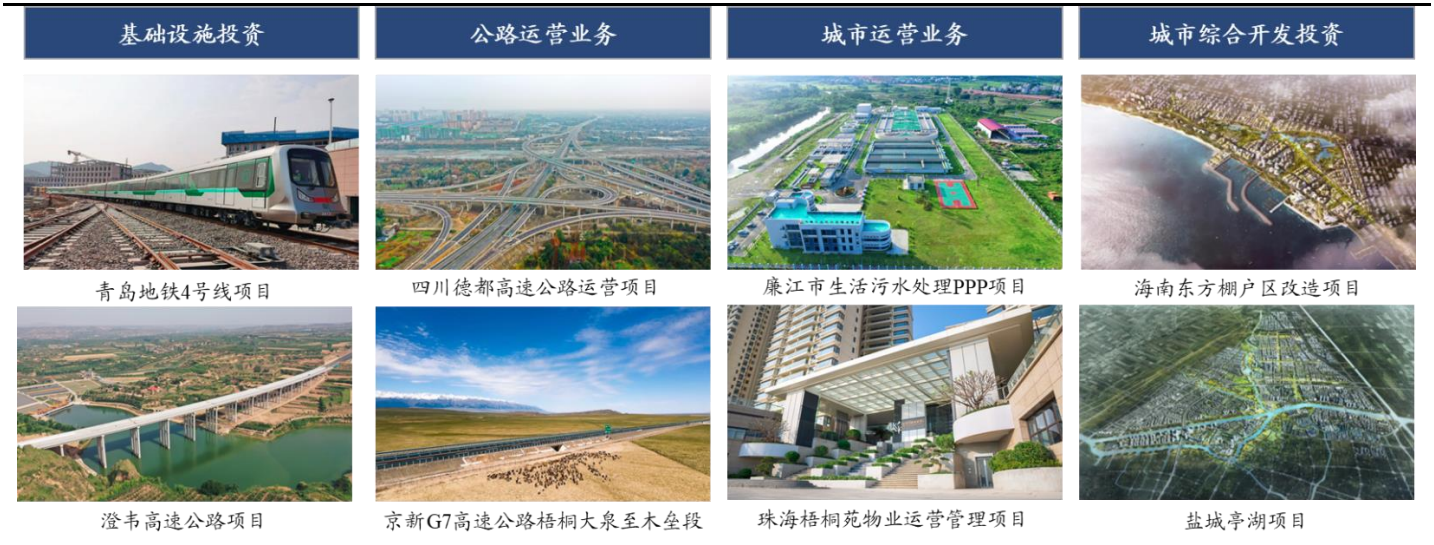 基础设施投资
公路运营业务
城市运营业务
城市综合开发投资
青岛地铁4号线项目
四川德都高速公路运营项目
廉江市生活污水处理PPP项目
海南东方棚户区改造项目
澄韦高速公路项目
京新G7高速公路梧桐大泉至木垒段
珠海梧桐苑物业运营管理项目
盐城亭湖项目